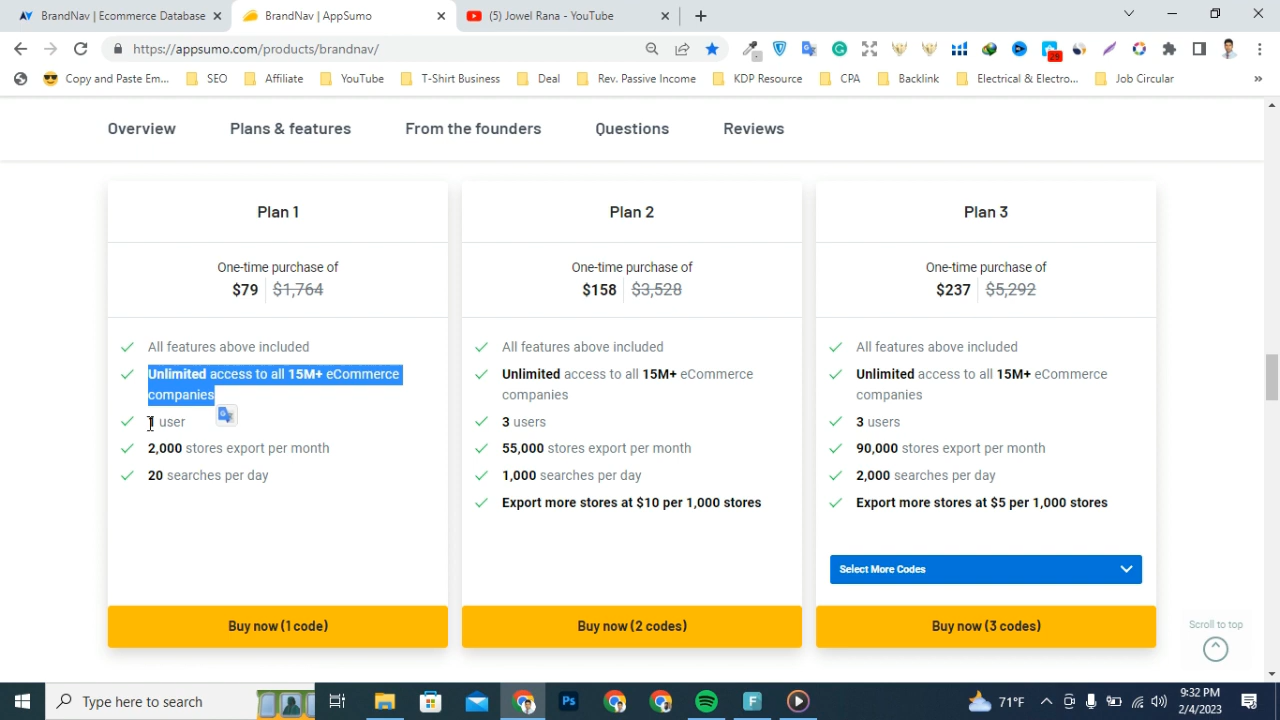 BrandNav | Ecommerce Database
BrandNav | AppSumo
(5) Jowel Rana - YouTube
https://appsumo.com/products/brandnav/
29
Copy and Paste Em...
SEO
Affiliate
YouTube
T-Shirt Business
Deal
Rev. Passive Income
KDP Resource
CPA
Backlink
Electrical & Electro...
Job Circular
»
Overview
Plans & features
From the founders
Questions
Reviews
Plan 1
One-time purchase of
$79 $1,764
All features above included
Unlimited access to all 15M+ eCommerce
companies
1 user
2,000 stores export per month
20 searches per day
Buy now (1 code)
Plan 2
One-time purchase of
$158 $3,528
All features above included
Unlimited access to all 15M+ eCommerce
companies
3 users
55,000 stores export per month
1,000 searches per day
Export more stores at $10 per 1,000 stores
Buy now (2 codes)
Plan 3
One-time purchase of
$237 $5,292
All features above included
Unlimited access to all 15M+ eCommerce
companies
3 users
90,000 stores export per month
2,000 searches per day
Export more stores at $5 per 1,000 stores
Select More Codes
Buy now (3 codes)
Scroll to top
Type here to search
Ps
F
71°F
9:32 PM
2/4/2023